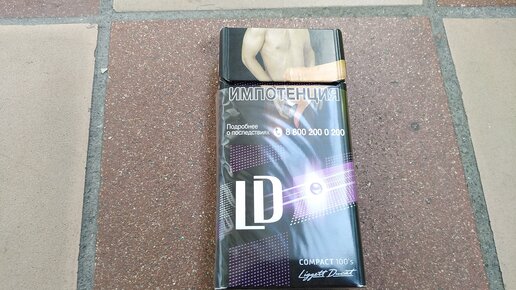 ИМПОТЕНЦИЯ
Подробнее
о последствиях 8 800 200 0 200
LD
COMPACT 100's
Liggett Ducat